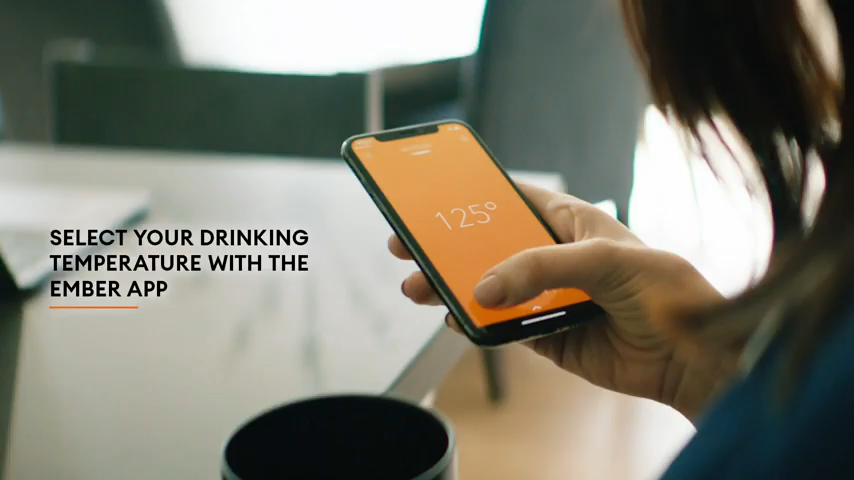 SELECT YOUR DRINKING
TEMPERATURE WITH THE
EMBER APP
125°